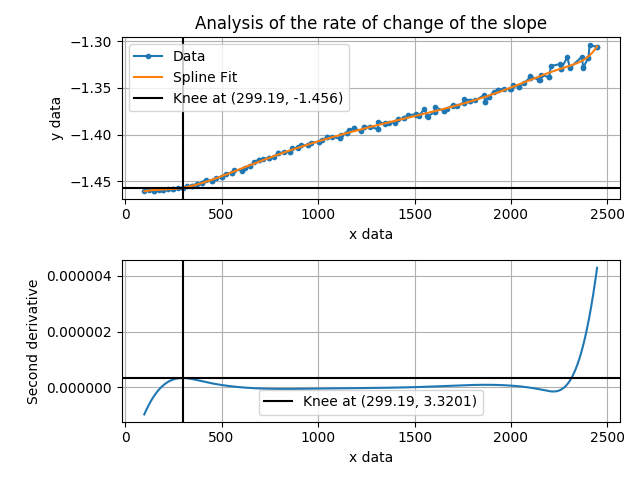 Analysis of the rate of change of the slope
−1.30
−1.35
−1.40
−1.45
y data
Data
Spline Fit
Knee at (299.19, -1.456)
0
500
1000
1500
2000
2500
x data
0.000004
0.000002
0.000000
Second derivative
Knee at (299.19, 3.3201)
0
500
1000
1500
2000
2500
x data